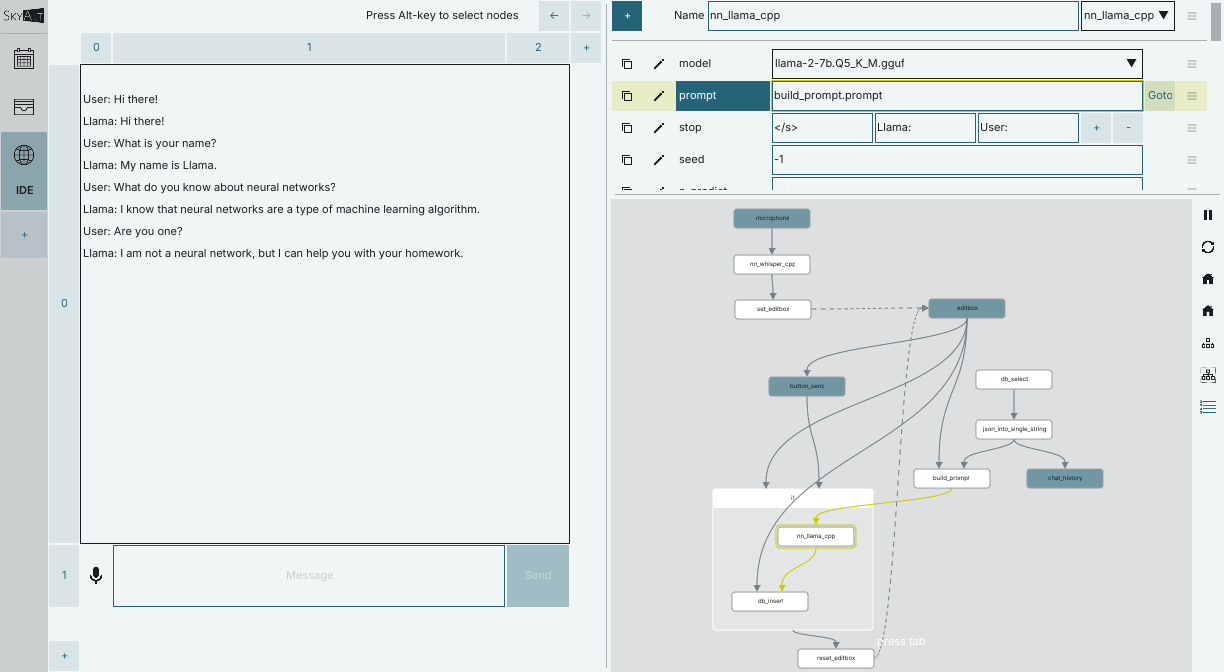 SkyAlt
Press Alt-key to select nodes
←
→
0
1
2
+
User: Hi there!
Llama: Hi there!
User: What is your name?
Llama: My name is Llama.
User: What do you know about neural networks?
Llama: I know that neural networks are a type of machine learning algorithm.
User: Are you one?
Llama: I am not a neural network, but I can help you with your homework.
IDE
+
0
1
Message
Send
+
+
Name
nn_llama_cpp
nn_llama_cpp
model
llama-2-7b.Q5_K_M.gguf
prompt
build_prompt.prompt
Goto
stop
</s>
Llama:
User:
+
-
seed
-1
n_predict
microphone
nn_whisper_cpp
set_editbox
editbox
button_send
db_select
json_into_single_string
build_prompt
chat_history
if
nn_llama_cpp
db_insert
press tab
reset_editbox